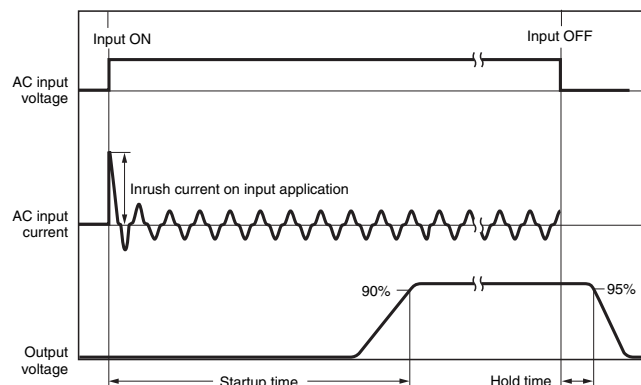 Input ON
Input OFF
AC input
voltage
Inrush current on input application
AC input
current
90%
95%
Output
voltage
Startup time
Hold time